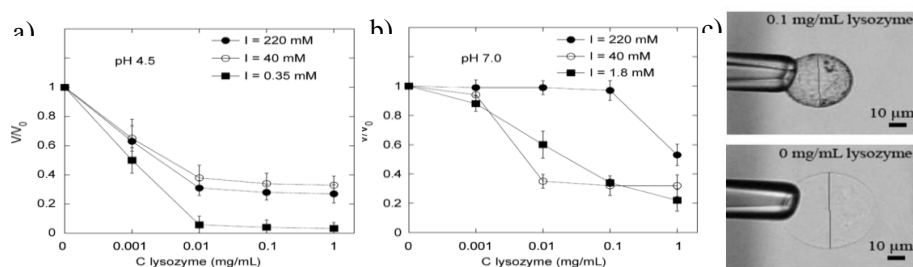 a)
I = 220 mM
I = 40 mM
I = 0.35 mM
pH 4.5
V/V0
1
0.8
0.6
0.4
0.2
0
0 0.001 0.01 0.1 1
C lysozyme (mg/mL)
b)
I = 220 mM
I = 40 mM
I = 1.8 mM
pH 7.0
V/V0
1.0
0.8
0.6
0.4
0.2
0
0 0.001 0.01 0.1 1
C lysozyme (mg/mL)
c)
0.1 mg/mL lysozyme
10 µm
0 mg/mL lysozyme
10 µm